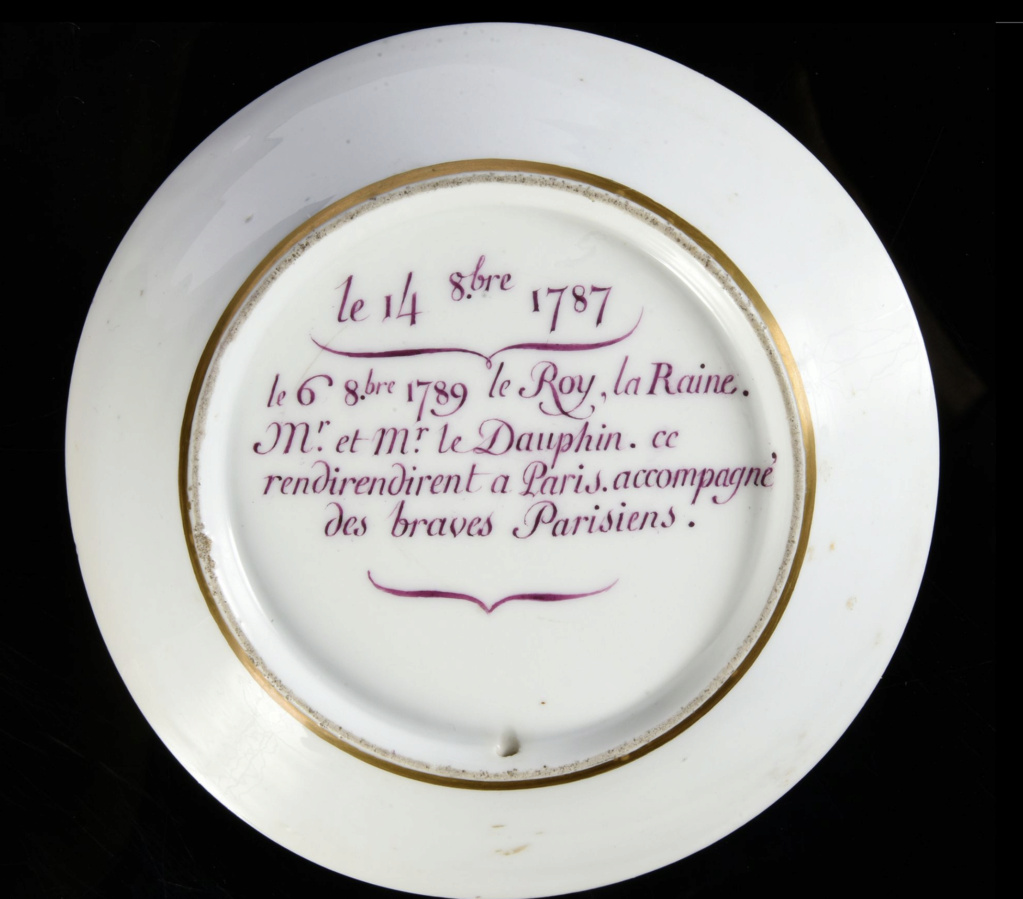 le 14 8.bre 1787
le 6 8.bre 1789 le Roy, la Raine.
Mr. et Mr le Dauphin. cc
rendirendirent a Paris. accompagné
des braves Parisiens.